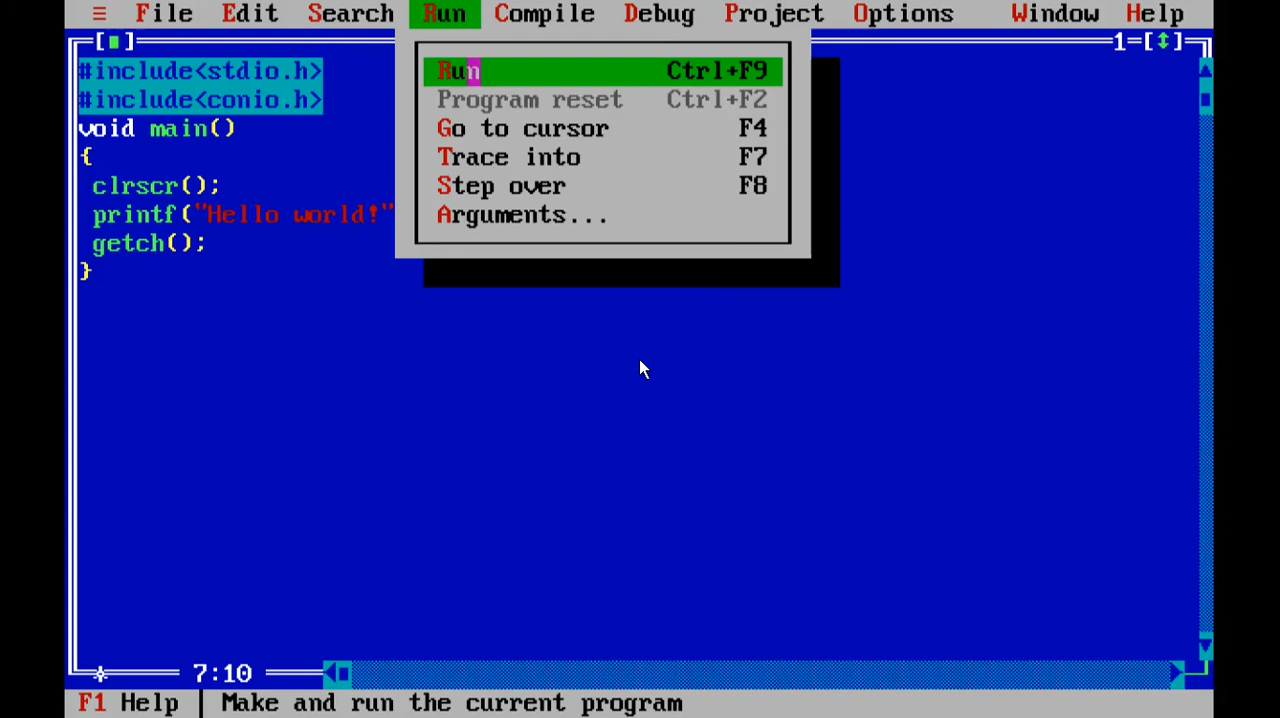 ≡ File Edit Search Run Compile Debug Project Options Window Help
[■] 1=[↕]
#include<stdio.h>
#include<conio.h>
void main()
{
clrscr();
printf("Hello world!"
getch();
}
Run Ctrl+F9
Program reset Ctrl+F2
Go to cursor F4
Trace into F7
Step over F8
Arguments...
7:10
F1 Help Make and run the current program